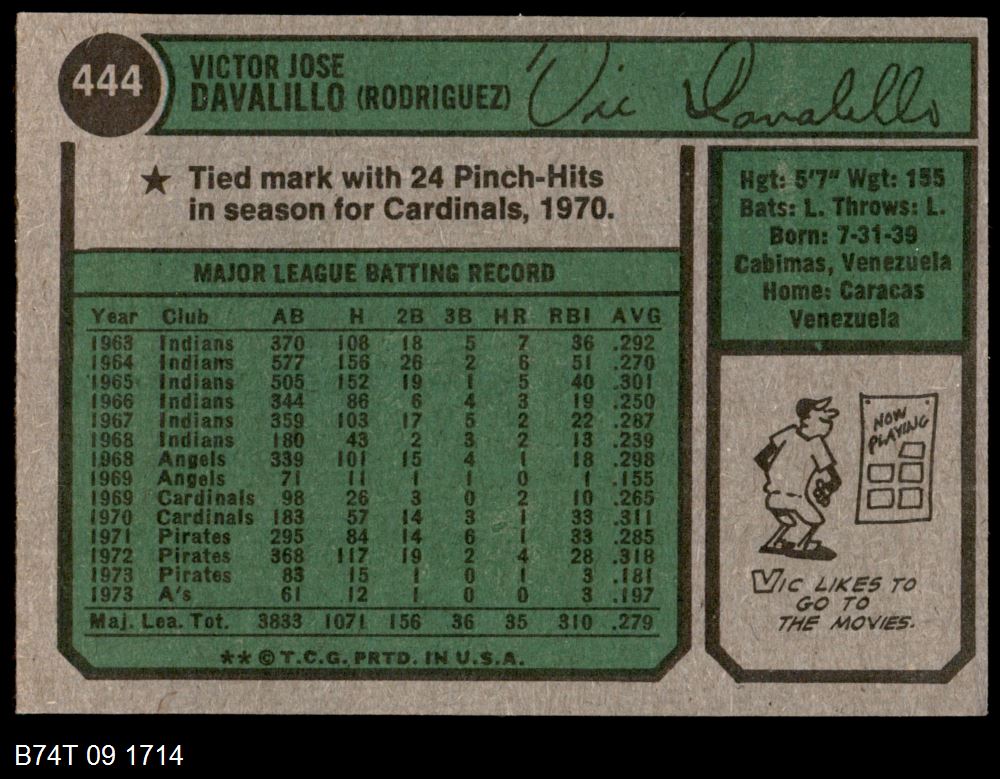 444
VICTOR JOSE
DAVALILLO (RODRIGUEZ)
Vic Davalillo
★ Tied mark with 24 Pinch-Hits
in season for Cardinals, 1970.
MAJOR LEAGUE BATTING RECORD
Year Club AB H 2B 3B HR RBI AVG
1963 Indians 370 108 18 5 7 36 .292
1964 Indians 577 156 26 2 6 51 .270
1965 Indians 505 152 19 1 5 40 .301
1966 Indians 344 86 6 4 3 19 .250
1967 Indians 359 103 17 5 2 22 .287
1968 Indians 180 43 2 3 2 13 .239
1968 Angels 339 101 15 4 1 18 .298
1969 Angels 71 11 1 1 0 1 .155
1969 Cardinals 98 26 3 0 2 10 .265
1970 Cardinals 183 57 14 3 1 33 .311
1971 Pirates 295 84 14 6 1 33 .285
1972 Pirates 368 117 19 2 4 28 .318
1973 Pirates 83 15 1 0 1 3 .181
1973 A's 61 12 1 0 0 3 .197
Maj. Lea. Tot. 3833 1071 156 36 35 310 .279
** © T.C.G. PRTD. IN U.S.A.
Hgt: 5'7" Wgt: 155
Bats: L. Throws: L.
Born: 7-31-39
Cabimas, Venezuela
Home: Caracas
Venezuela
NOW
PLAYING
VIC LIKES TO
GO TO
THE MOVIES.
B74T 09 1714